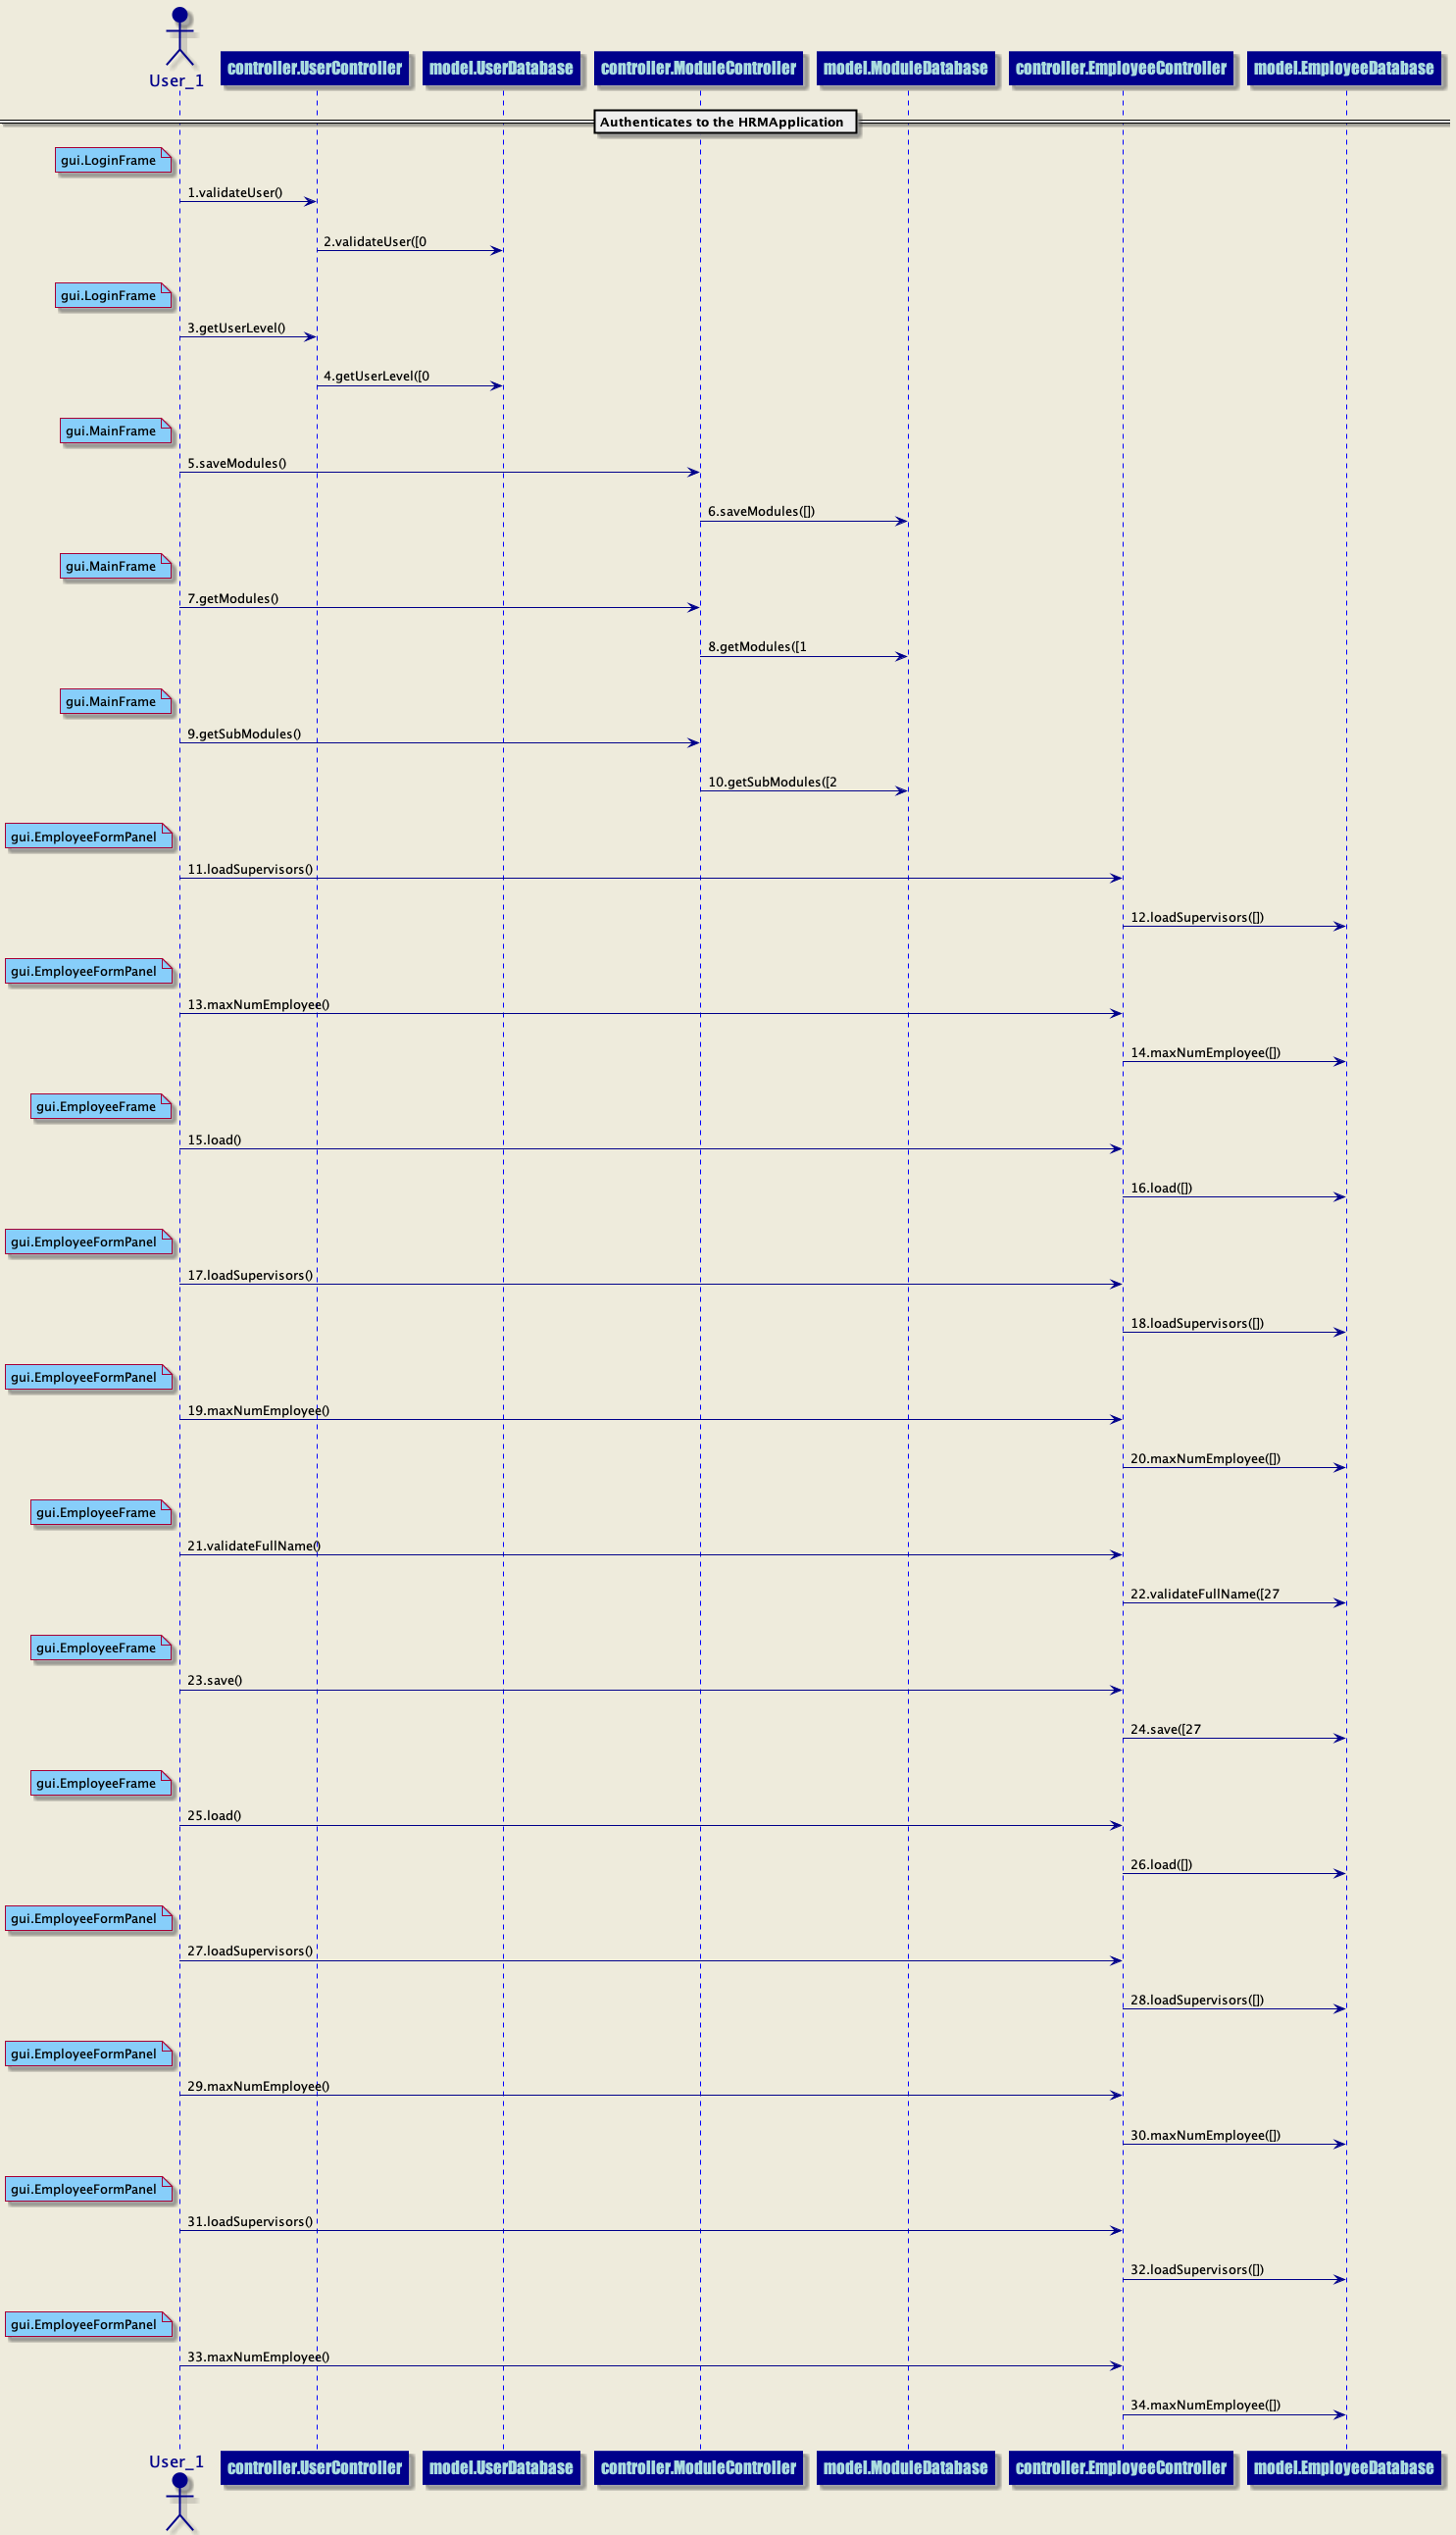 User_1
controller.UserController
model.UserDatabase
controller.ModuleController
model.ModuleDatabase
controller.EmployeeController
model.EmployeeDatabase
Authenticates to the HRMApplication
gui.LoginFrame
1.validateUser()
2.validateUser([0
gui.LoginFrame
3.getUserLevel()
4.getUserLevel([0
gui.MainFrame
5.saveModules()
6.saveModules([])
gui.MainFrame
7.getModules()
8.getModules([1
gui.MainFrame
9.getSubModules()
10.getSubModules([2
gui.EmployeeFormPanel
11.loadSupervisors()
12.loadSupervisors([])
gui.EmployeeFormPanel
13.maxNumEmployee()
14.maxNumEmployee([])
gui.EmployeeFrame
15.load()
16.load([])
gui.EmployeeFormPanel
17.loadSupervisors()
18.loadSupervisors([])
gui.EmployeeFormPanel
19.maxNumEmployee()
20.maxNumEmployee([])
gui.EmployeeFrame
21.validateFullName()
22.validateFullName([27
gui.EmployeeFrame
23.save()
24.save([27
gui.EmployeeFrame
25.load()
26.load([])
gui.EmployeeFormPanel
27.loadSupervisors()
28.loadSupervisors([])
gui.EmployeeFormPanel
29.maxNumEmployee()
30.maxNumEmployee([])
gui.EmployeeFormPanel
31.loadSupervisors()
32.loadSupervisors([])
gui.EmployeeFormPanel
33.maxNumEmployee()
34.maxNumEmployee([])
User_1
controller.UserController
model.UserDatabase
controller.ModuleController
model.ModuleDatabase
controller.EmployeeController
model.EmployeeDatabase